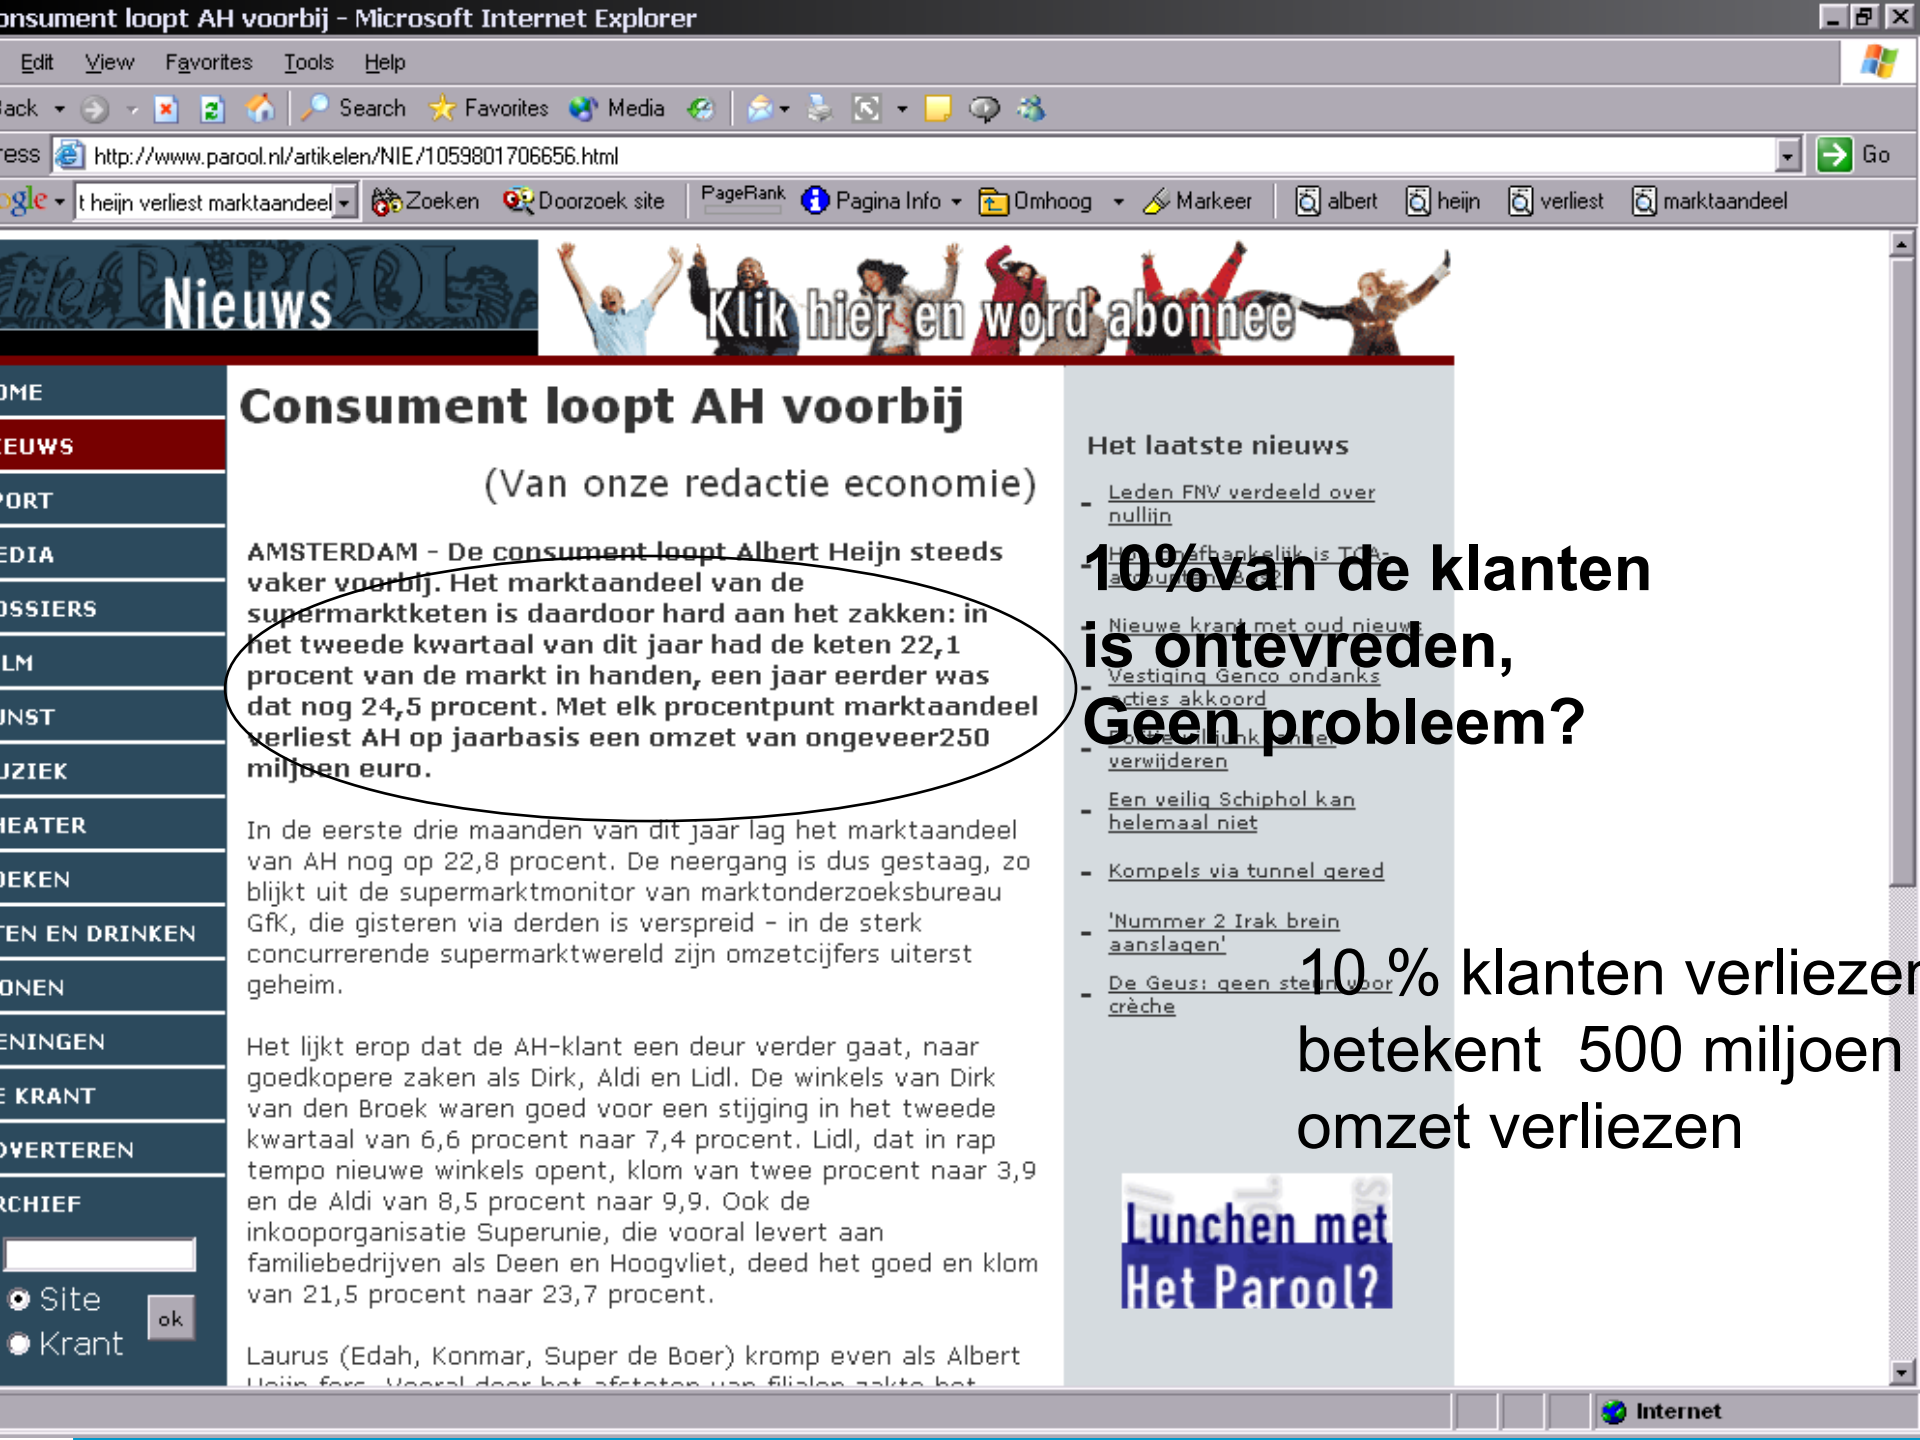 onsument loopt AH voorbij - Microsoft Internet Explorer
Edit View Favorites Tools Help
Back Search Favorites Media
ress http://www.parool.nl/artikelen/NIE/1059801706656.html Go
ogle t heijn verliest marktaandeel Zoeken Doorzoek site PageRank Pagina Info Omhoog Markeer albert heijn verliest marktaandeel
Het PAROOL
Nieuws
Klik hier en word abonnee
OME
IEUWS
PORT
EDIA
OSSIERS
LM
UNST
UZIEK
HEATER
OEKEN
TEN EN DRINKEN
ONEN
ENINGEN
E KRANT
DVERTEREN
RCHIEF
Site
Krant
ok
Consument loopt AH voorbij
(Van onze redactie economie)
AMSTERDAM - De consument loopt Albert Heijn steeds
vaker voorbij. Het marktaandeel van de
supermarktketen is daardoor hard aan het zakken: in
het tweede kwartaal van dit jaar had de keten 22,1
procent van de markt in handen, een jaar eerder was
dat nog 24,5 procent. Met elk procentpunt marktaandeel
verliest AH op jaarbasis een omzet van ongeveer250
miljoen euro.
In de eerste drie maanden van dit jaar lag het marktaandeel
van AH nog op 22,8 procent. De neergang is dus gestaag, zo
blijkt uit de supermarktmonitor van marktonderzoeksbureau
GfK, die gisteren via derden is verspreid - in de sterk
concurrerende supermarktwereld zijn omzetcijfers uiterst
geheim.
Het lijkt erop dat de AH-klant een deur verder gaat, naar
goedkopere zaken als Dirk, Aldi en Lidl. De winkels van Dirk
van den Broek waren goed voor een stijging in het tweede
kwartaal van 6,6 procent naar 7,4 procent. Lidl, dat in rap
tempo nieuwe winkels opent, klom van twee procent naar 3,9
en de Aldi van 8,5 procent naar 9,9. Ook de
inkooporganisatie Superunie, die vooral levert aan
familiebedrijven als Deen en Hoogvliet, deed het goed en klom
van 21,5 procent naar 23,7 procent.
Laurus (Edah, Konmar, Super de Boer) kromp even als Albert
Heijn fors. Vooral door het afstoten van filialen zakte het
Het laatste nieuws
- Leden FNV verdeeld over
nullijn
- is TCA-
- Nieuwe krant met oud nieuws
- Vestiging Genco ondanks
acties akkoord
- verwijderen
- Een veilig Schiphol kan
helemaal niet
- Kompels via tunnel gered
- 'Nummer 2 Irak brein
aanslagen'
- De Geus: geen steun voor
crèche
10%van de klanten
is ontevreden,
Geen probleem?
10 % klanten verliezen
betekent 500 miljoen
omzet verliezen
Lunchen met
Het Parool?
Internet